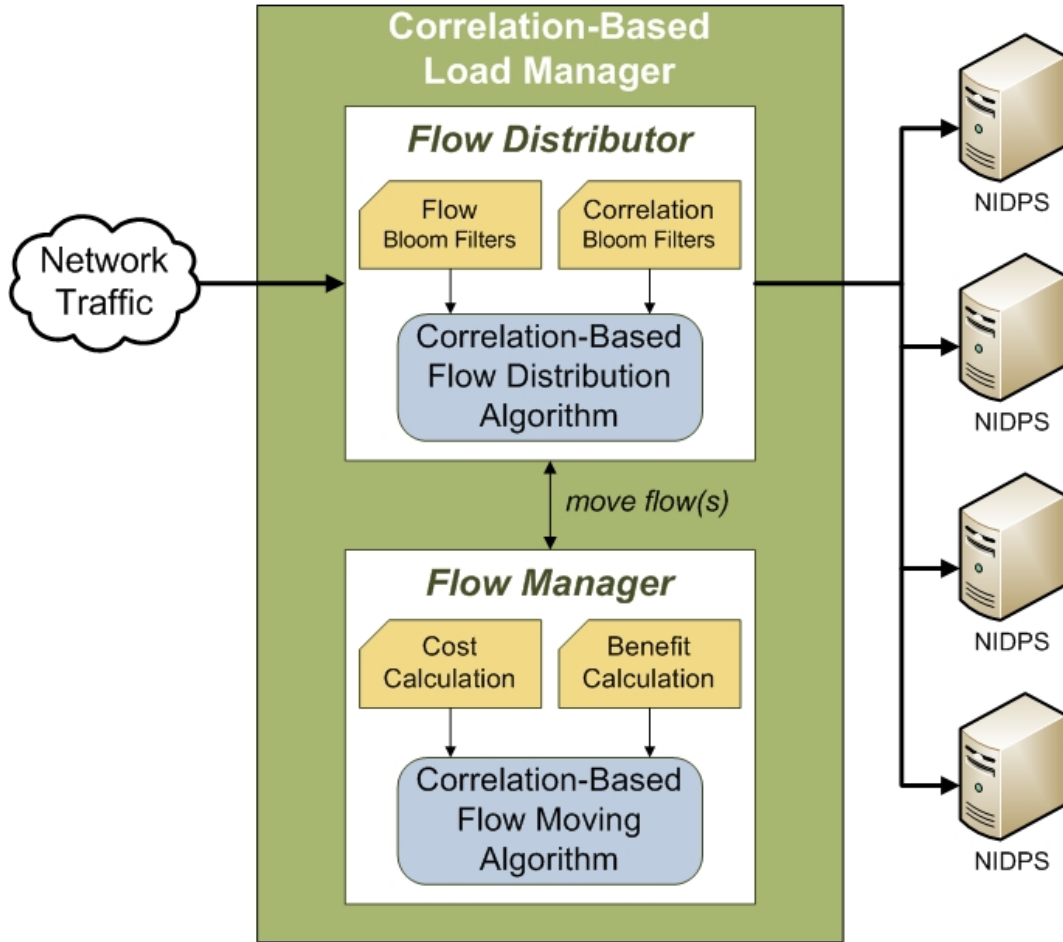 Correlation-Based
Load Manager
Flow Distributor
Flow
Bloom Filters
Correlation
Bloom Filters
Correlation-Based
Flow Distribution
Algorithm
Network
Traffic
move flow(s)
Flow Manager
Cost
Calculation
Benefit
Calculation
Correlation-Based
Flow Moving
Algorithm
NIDPS
NIDPS
NIDPS
NIDPS